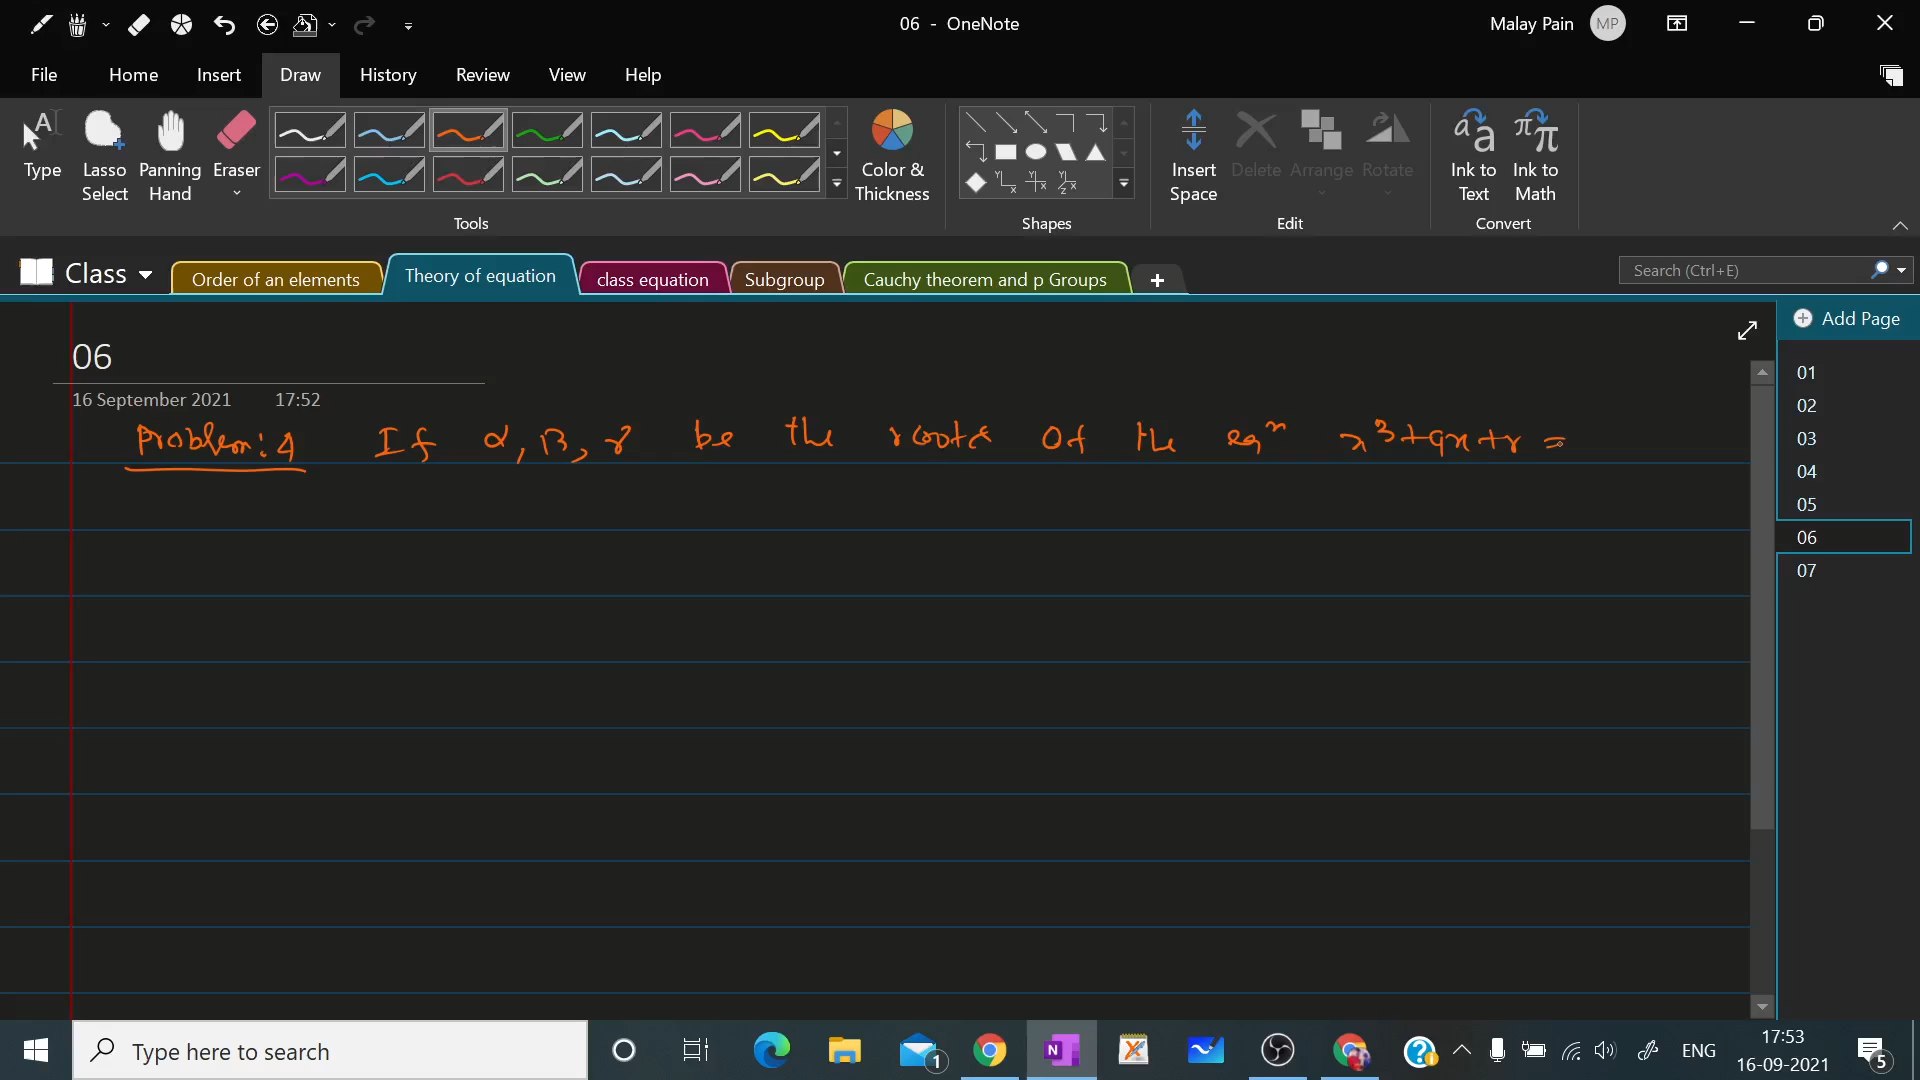 06 - OneNote
Malay Pain MP
File Home Insert Draw History Review View Help
Type
Lasso Select
Panning Hand
Eraser
Color & Thickness
Insert Space
Delete
Arrange
Rotate
Ink to Text
Ink to Math
Tools
Shapes
Edit
Convert
Class
Order of an elements
Theory of equation
class equation
Subgroup
Cauchy theorem and p Groups
Search (Ctrl+E)
Add Page
06
16 September 2021 17:52
Problem: 4 If α, β, γ be the roots of the eqⁿ x³+qx+r =
01
02
03
04
05
06
07
Type here to search
1
ENG
17:53
16-09-2021
5